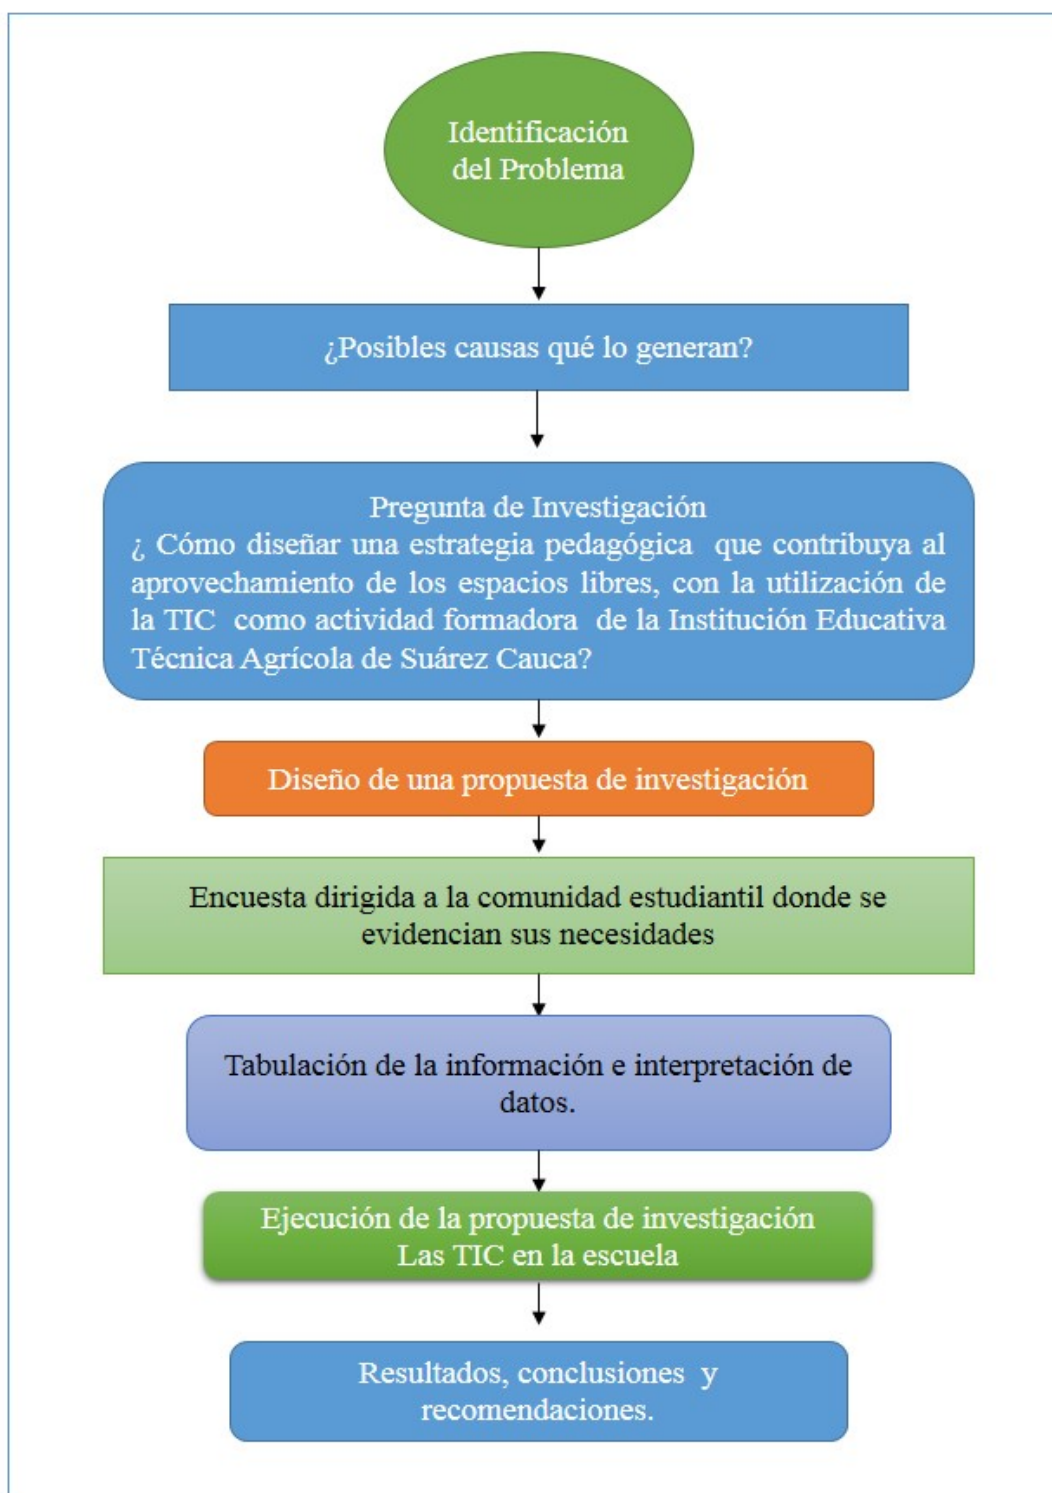 Identificación
del Problema
¿Posibles causas qué lo generan?
Pregunta de Investigación
¿ Cómo diseñar una estrategia pedagógica que contribuya al
aprovechamiento de los espacios libres, con la utilización de
la TIC como actividad formadora de la Institución Educativa
Técnica Agrícola de Suárez Cauca?
Diseño de una propuesta de investigación
Encuesta dirigida a la comunidad estudiantil donde se
evidencian sus necesidades
Tabulación de la información e interpretación de
datos.
Ejecución de la propuesta de investigación
Las TIC en la escuela
Resultados, conclusiones y
recomendaciones.